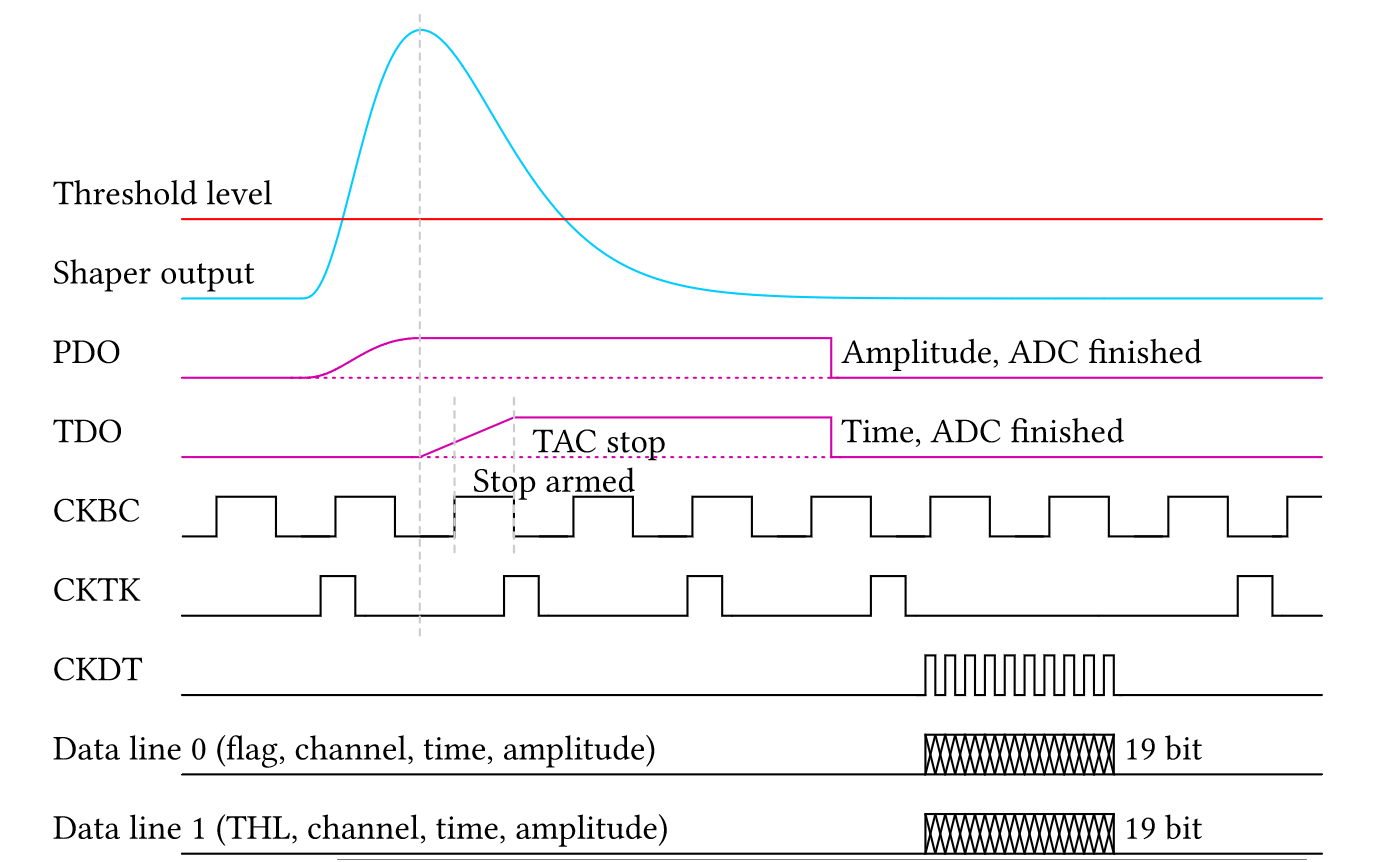 Threshold level
Shaper output
PDO
Amplitude, ADC finished
TDO
Time, ADC finished
TAC stop
Stop armed
CKBC
CKTK
CKDT
Data line 0 (flag, channel, time, amplitude)
19 bit
Data line 1 (THL, channel, time, amplitude)
19 bit